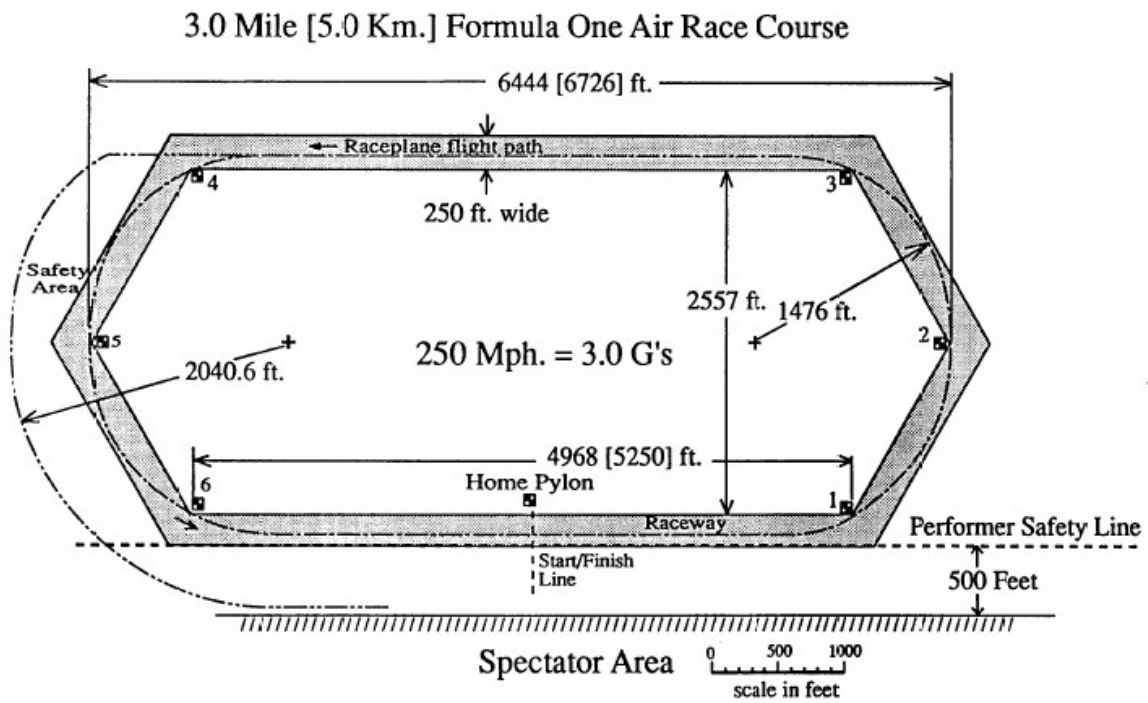 3.0 Mile [5.0 Km.] Formula One Air Race Course
6444 [6726] ft.
Raceplane flight path
4
3
250 ft. wide
Safety
Area
2557 ft.
1476 ft.
5
2
250 Mph. = 3.0 G's
2040.6 ft.
4968 [5250] ft.
6
Home Pylon
1
Raceway
Performer Safety Line
Start/Finish
Line
500 Feet
Spectator Area
0 500 1000
scale in feet